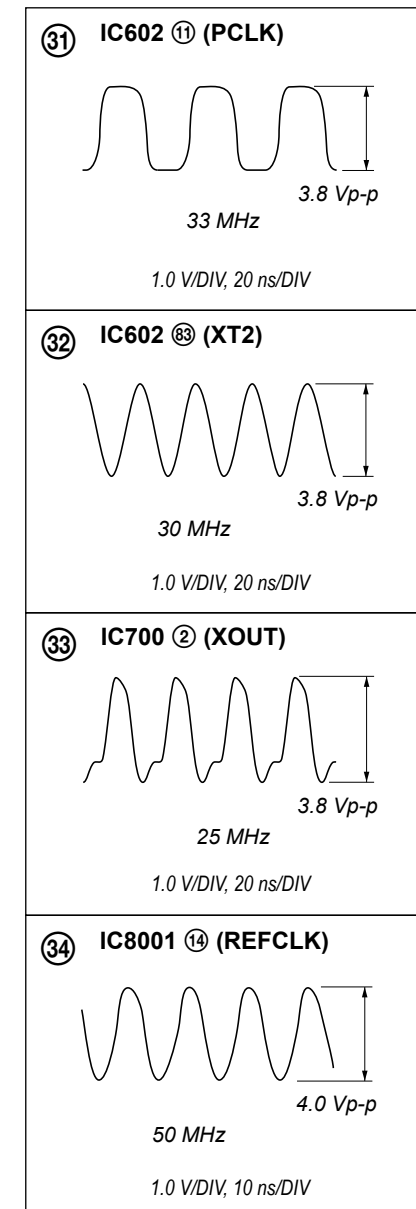 ㉛ IC602 ⑪ (PCLK)
3.8 Vp-p
33 MHz
1.0 V/DIV, 20 ns/DIV
㉜ IC602 83 (XT2)
3.8 Vp-p
30 MHz
1.0 V/DIV, 20 ns/DIV
㉝ IC700 ② (XOUT)
3.8 Vp-p
25 MHz
1.0 V/DIV, 20 ns/DIV
㉞ IC8001 ⑭ (REFCLK)
4.0 Vp-p
50 MHz
1.0 V/DIV, 10 ns/DIV